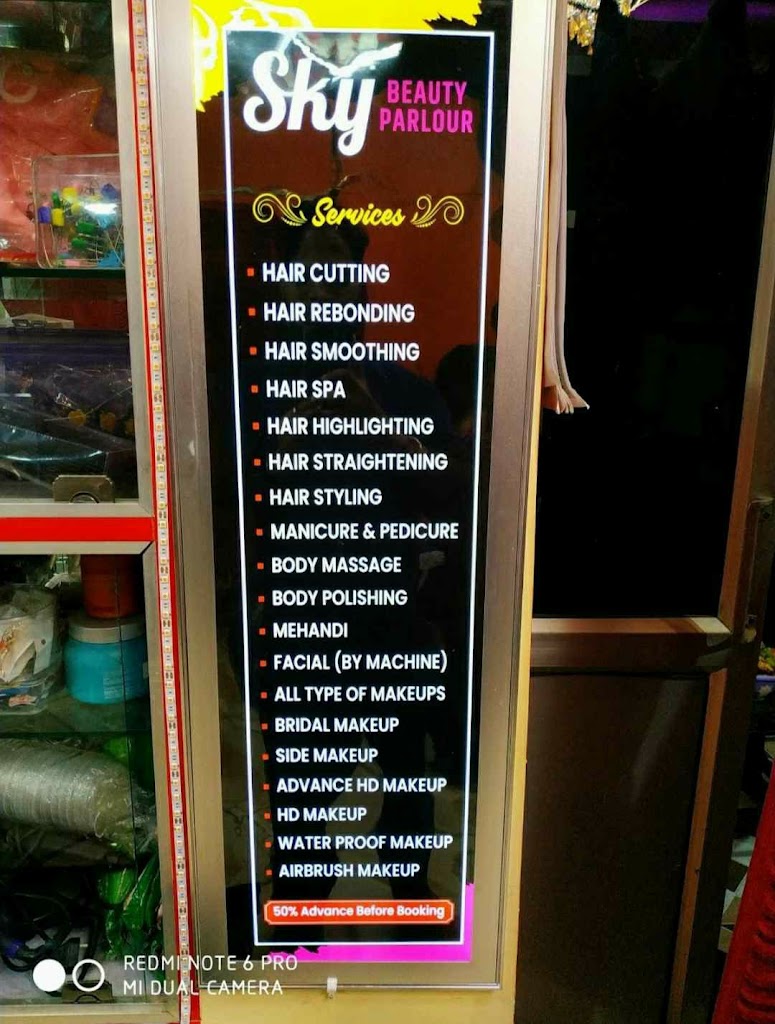 Sky BEAUTY
PARLOUR
Services
HAIR CUTTING
HAIR REBONDING
HAIR SMOOTHING
HAIR SPA
HAIR HIGHLIGHTING
HAIR STRAIGHTENING
HAIR STYLING
MANICURE & PEDICURE
BODY MASSAGE
BODY POLISHING
MEHANDI
FACIAL (BY MACHINE)
ALL TYPE OF MAKEUPS
BRIDAL MAKEUP
SIDE MAKEUP
ADVANCE HD MAKEUP
HD MAKEUP
WATER PROOF MAKEUP
AIRBRUSH MAKEUP
50% Advance Before Booking
REDMI NOTE 6 PRO
MI DUAL CAMERA